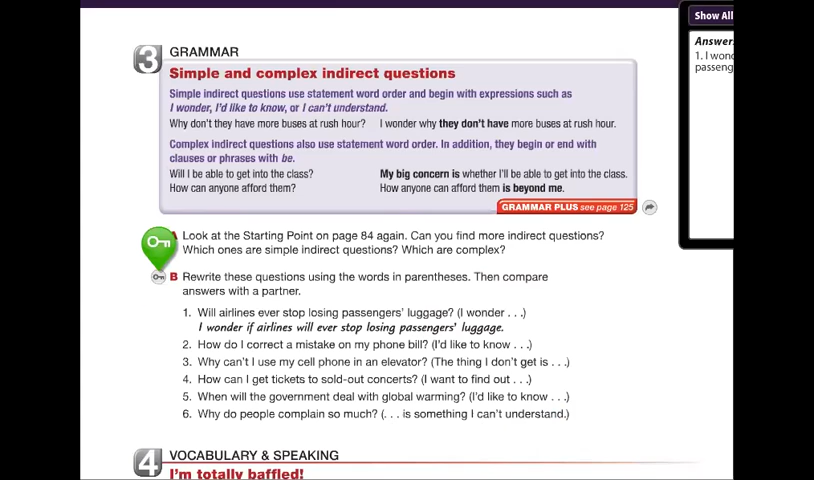 Show All
Answer
1. I won
passeng
3 GRAMMAR
Simple and complex indirect questions
Simple indirect questions use statement word order and begin with expressions such as
I wonder, I'd like to know, or I can't understand.
Why don't they have more buses at rush hour? I wonder why they don't have more buses at rush hour.
Complex indirect questions also use statement word order. In addition, they begin or end with
clauses or phrases with be.
Will I be able to get into the class? My big concern is whether I'll be able to get into the class.
How can anyone afford them? How anyone can afford them is beyond me.
GRAMMAR PLUS see page 125
A Look at the Starting Point on page 84 again. Can you find more indirect questions?
Which ones are simple indirect questions? Which are complex?
B Rewrite these questions using the words in parentheses. Then compare
answers with a partner.
1. Will airlines ever stop losing passengers' luggage? (I wonder . . .)
I wonder if airlines will ever stop losing passengers' luggage.
2. How do I correct a mistake on my phone bill? (I'd like to know . . .)
3. Why can't I use my cell phone in an elevator? (The thing I don't get is . . .)
4. How can I get tickets to sold-out concerts? (I want to find out . . .)
5. When will the government deal with global warming? (I'd like to know . . .)
6. Why do people complain so much? (. . . is something I can't understand.)
4 VOCABULARY & SPEAKING
I'm totally baffled!